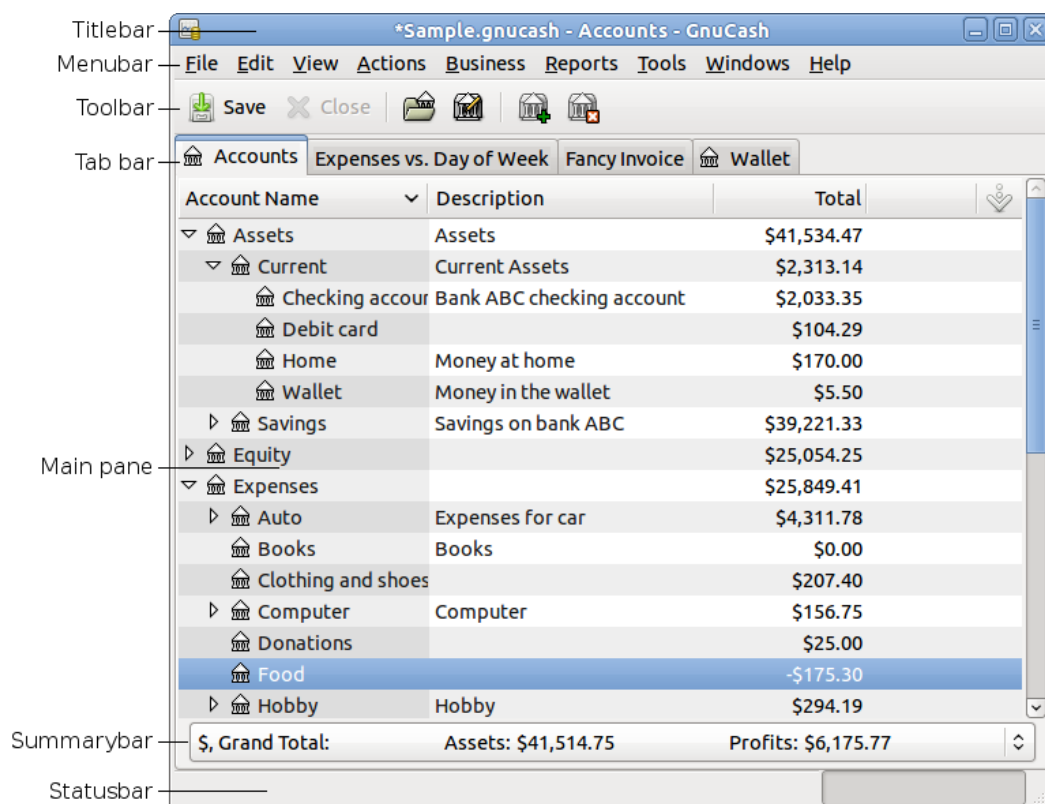 Titlebar *Sample.gnucash - Accounts - GnuCash
Menubar File Edit View Actions Business Reports Tools Windows Help
Toolbar Save Close
Tab bar Accounts Expenses vs. Day of Week Fancy Invoice Wallet
Account Name Description Total
Assets Assets $41,534.47
Current Current Assets $2,313.14
Checking accour Bank ABC checking account $2,033.35
Debit card $104.29
Home Money at home $170.00
Wallet Money in the wallet $5.50
Savings Savings on bank ABC $39,221.33
Equity $25,054.25
Main pane
Expenses $25,849.41
Auto Expenses for car $4,311.78
Books Books $0.00
Clothing and shoes $207.40
Computer Computer $156.75
Donations $25.00
Food -$175.30
Hobby Hobby $294.19
Summarybar $, Grand Total: Assets: $41,514.75 Profits: $6,175.77
Statusbar